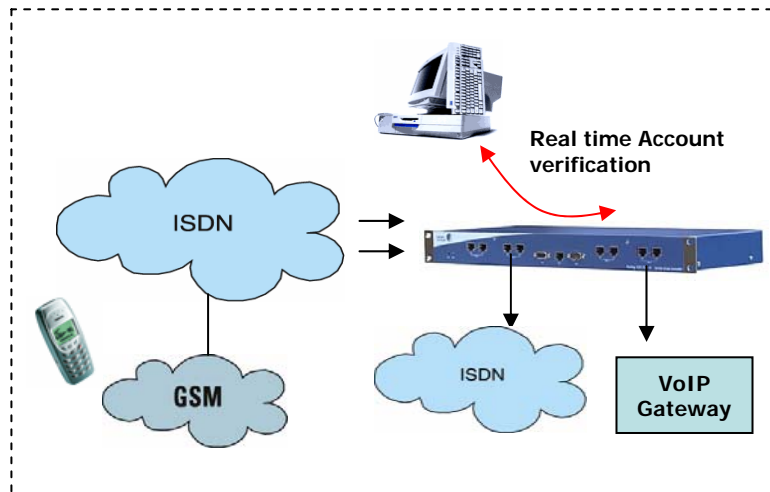 Real time Account
verification
ISDN
GSM
ISDN
VoIP
Gateway